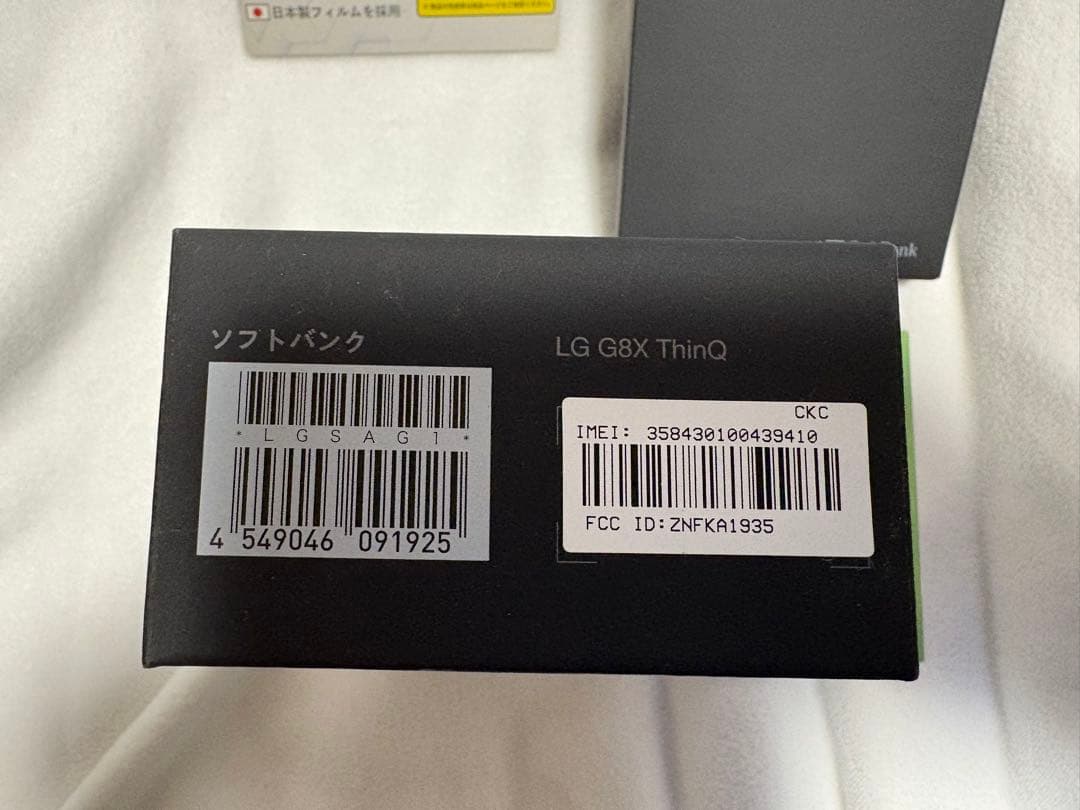 日本製フィルムを採用
ソフトバンク
*LGSAG1*
4 549046 091925
LG G8X ThinQ
CKC
IMEI: 358430100439410
FCC ID:ZNFKA1935